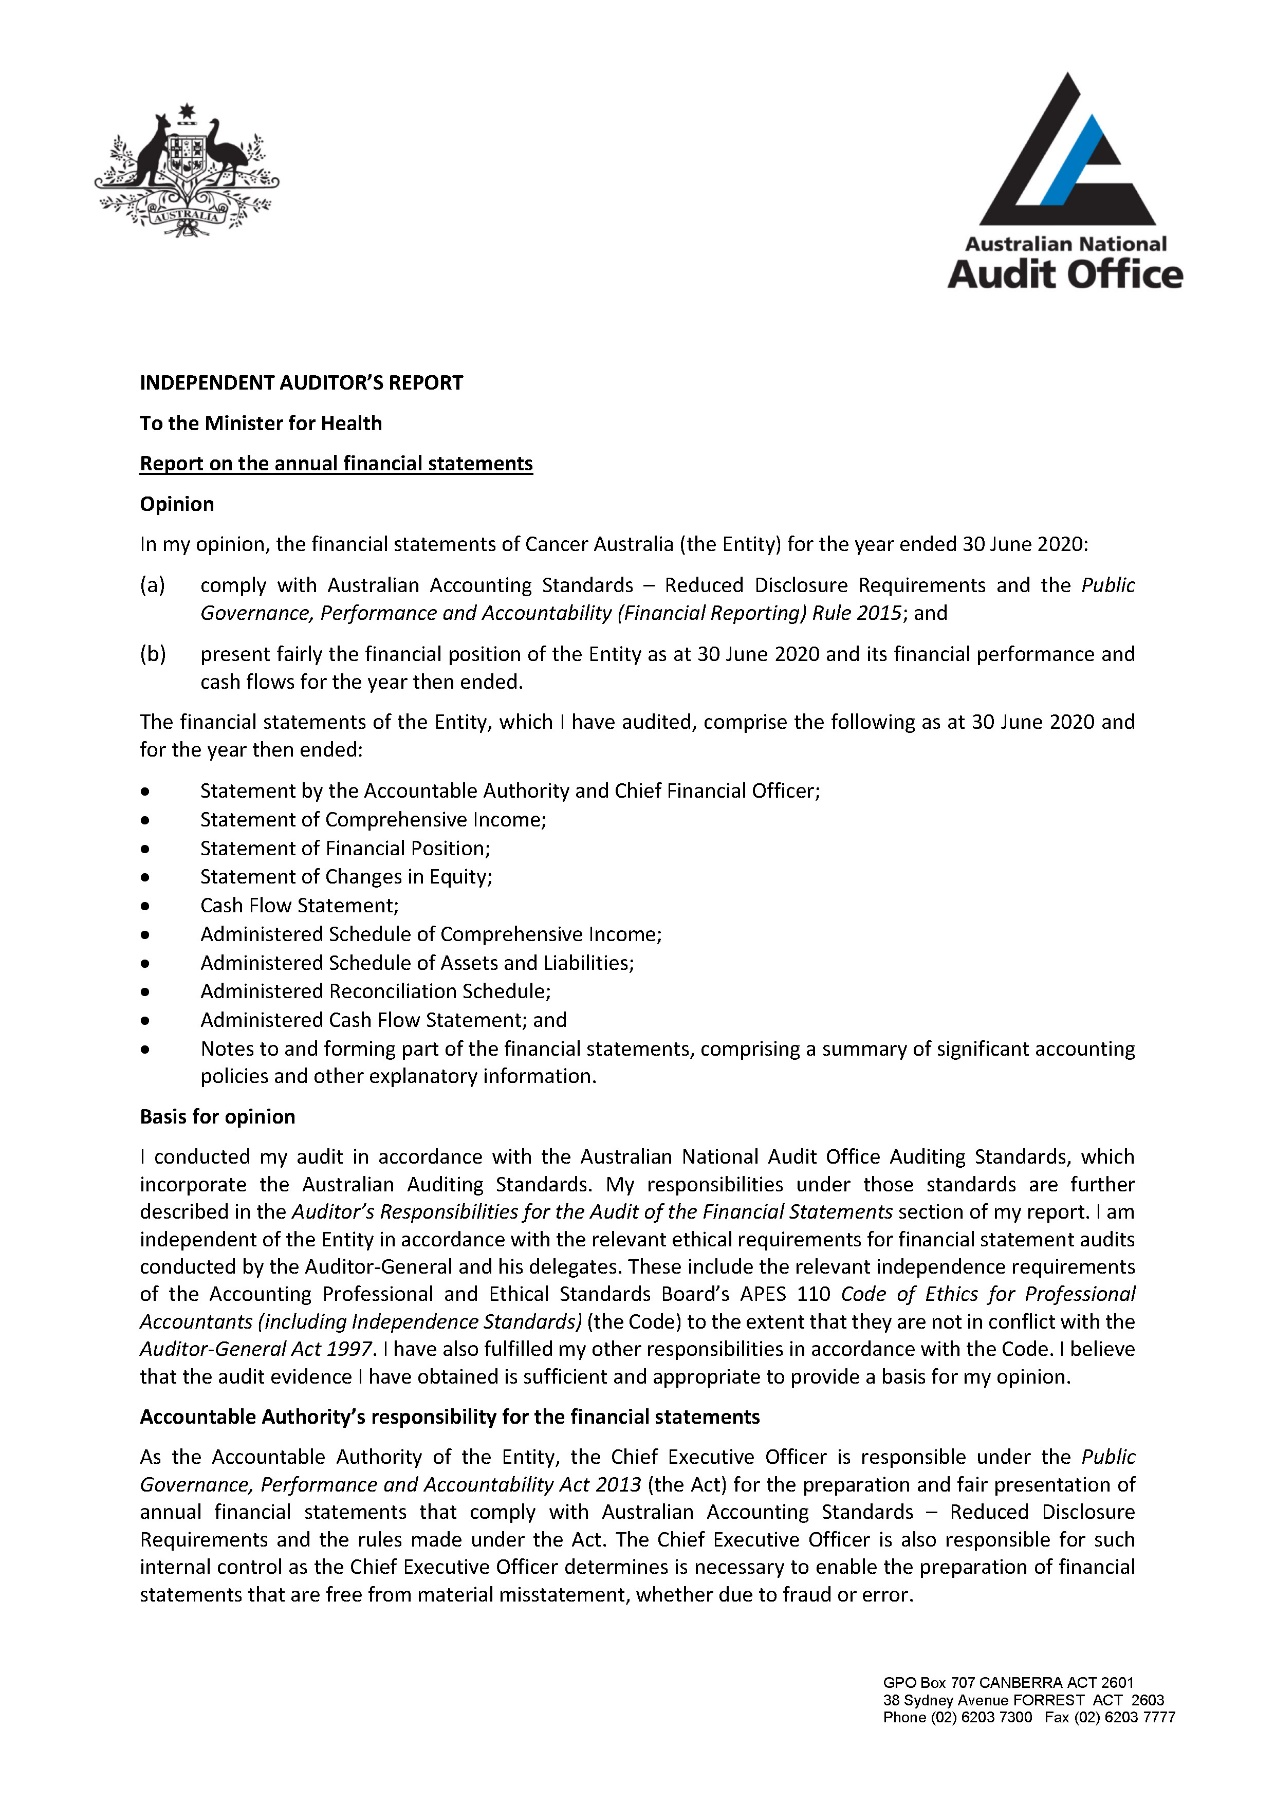 AUSTRALIA
Australian National
Audit Office
INDEPENDENT AUDITOR’S REPORT
To the Minister for Health
Report on the annual financial statements
Opinion
In my opinion, the financial statements of Cancer Australia (the Entity) for the year ended 30 June 2020:
(a) comply with Australian Accounting Standards – Reduced Disclosure Requirements and the Public
Governance, Performance and Accountability (Financial Reporting) Rule 2015; and
(b) present fairly the financial position of the Entity as at 30 June 2020 and its financial performance and
cash flows for the year then ended.
The financial statements of the Entity, which I have audited, comprise the following as at 30 June 2020 and
for the year then ended:
• Statement by the Accountable Authority and Chief Financial Officer;
• Statement of Comprehensive Income;
• Statement of Financial Position;
• Statement of Changes in Equity;
• Cash Flow Statement;
• Administered Schedule of Comprehensive Income;
• Administered Schedule of Assets and Liabilities;
• Administered Reconciliation Schedule;
• Administered Cash Flow Statement; and
• Notes to and forming part of the financial statements, comprising a summary of significant accounting
policies and other explanatory information.
Basis for opinion
I conducted my audit in accordance with the Australian National Audit Office Auditing Standards, which
incorporate the Australian Auditing Standards. My responsibilities under those standards are further
described in the Auditor’s Responsibilities for the Audit of the Financial Statements section of my report. I am
independent of the Entity in accordance with the relevant ethical requirements for financial statement audits
conducted by the Auditor-General and his delegates. These include the relevant independence requirements
of the Accounting Professional and Ethical Standards Board’s APES 110 Code of Ethics for Professional
Accountants (including Independence Standards) (the Code) to the extent that they are not in conflict with the
Auditor-General Act 1997. I have also fulfilled my other responsibilities in accordance with the Code. I believe
that the audit evidence I have obtained is sufficient and appropriate to provide a basis for my opinion.
Accountable Authority’s responsibility for the financial statements
As the Accountable Authority of the Entity, the Chief Executive Officer is responsible under the Public
Governance, Performance and Accountability Act 2013 (the Act) for the preparation and fair presentation of
annual financial statements that comply with Australian Accounting Standards – Reduced Disclosure
Requirements and the rules made under the Act. The Chief Executive Officer is also responsible for such
internal control as the Chief Executive Officer determines is necessary to enable the preparation of financial
statements that are free from material misstatement, whether due to fraud or error.
GPO Box 707 CANBERRA ACT 2601
38 Sydney Avenue FORREST ACT 2603
Phone (02) 6203 7300 Fax (02) 6203 7777